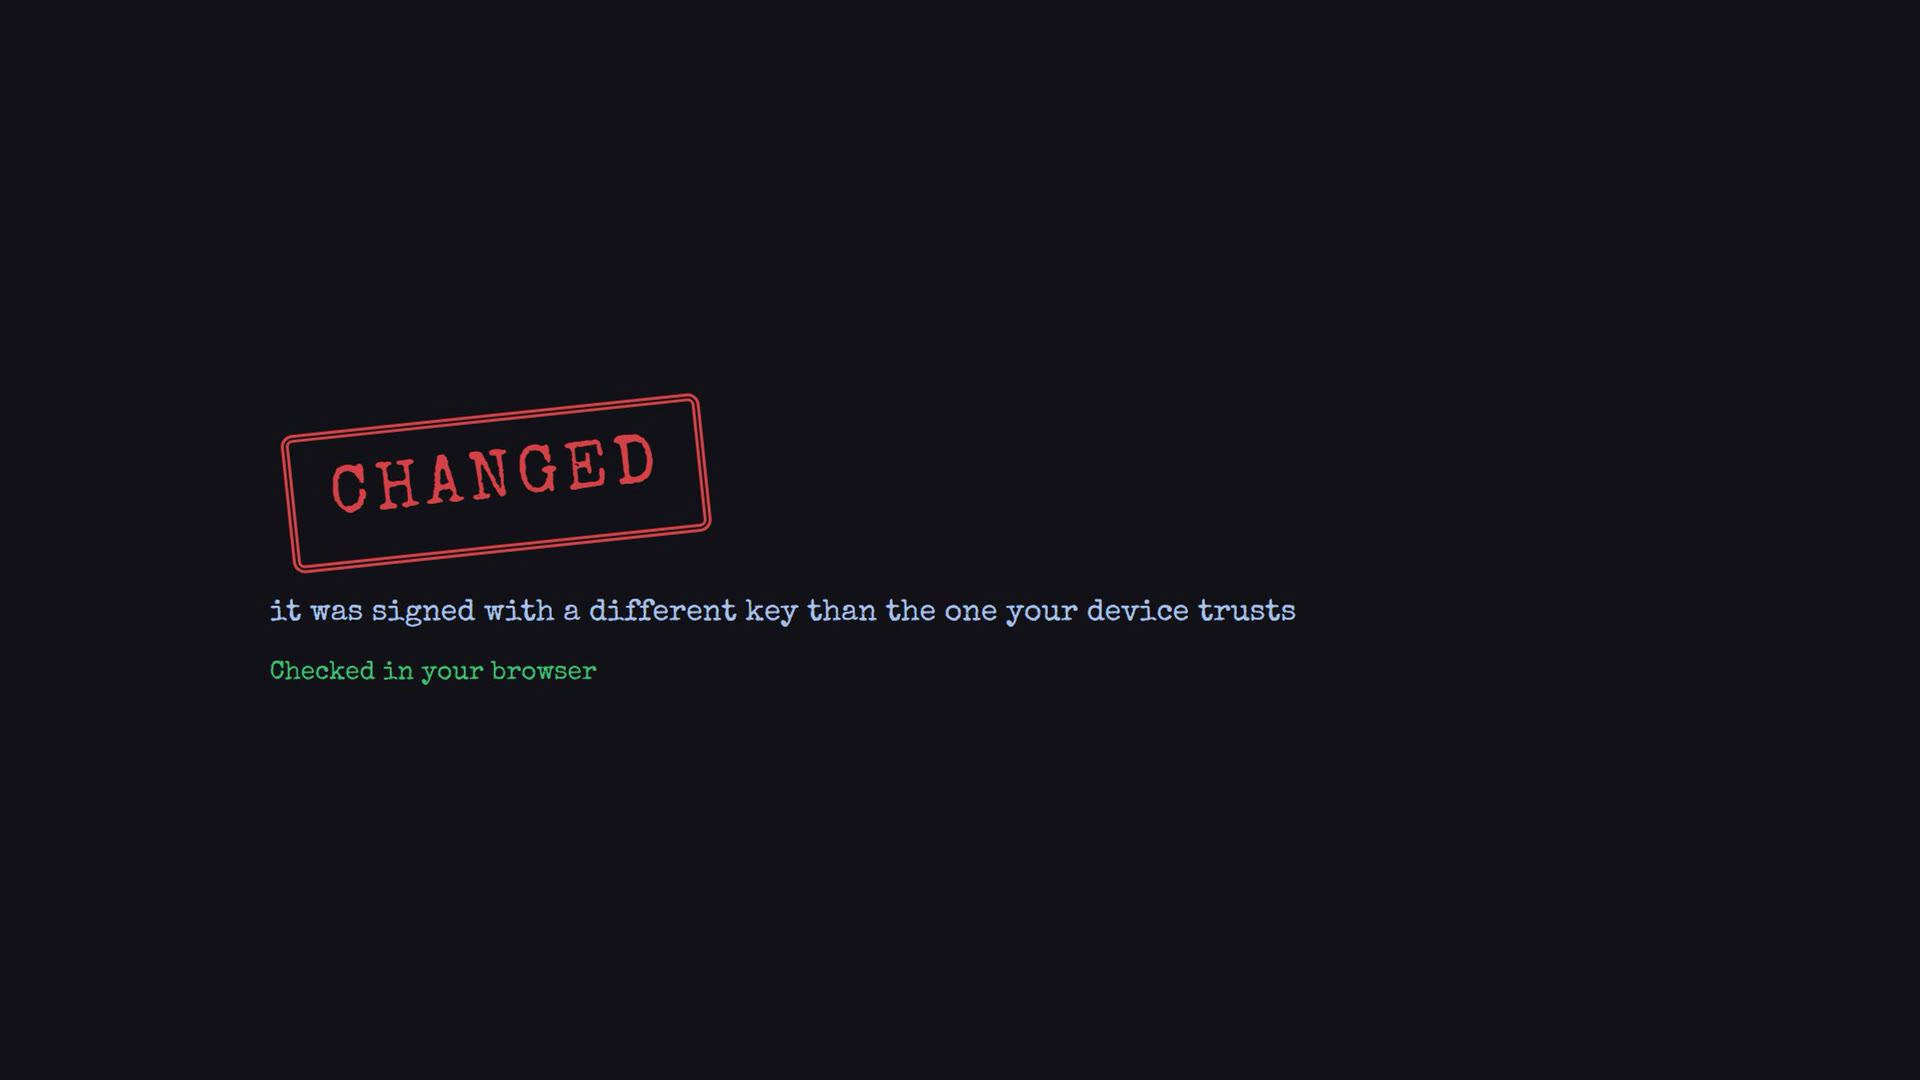 CHANGED
it was signed with a different key than the one your device trusts
Checked in your browser